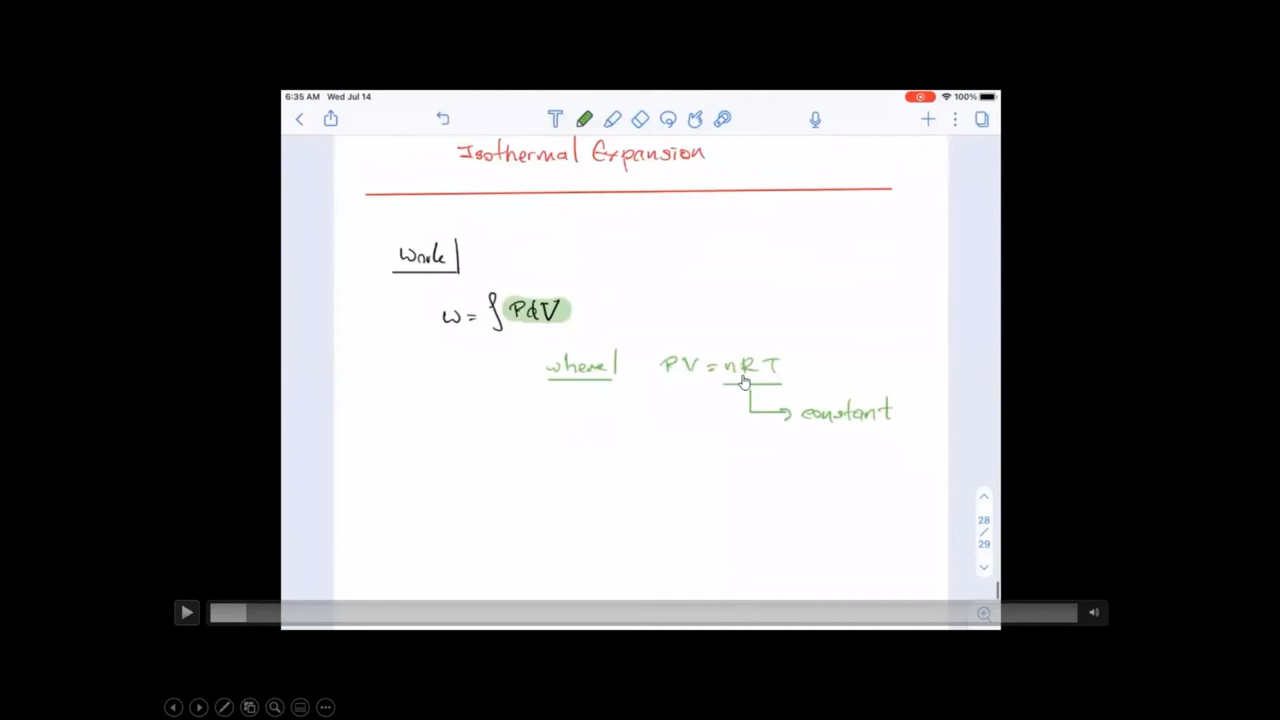 6:35 AM Wed Jul 14 100%
Isothermal Expansion
Work
w = ∫ PdV
where PV = nRT
constant
28
/
29